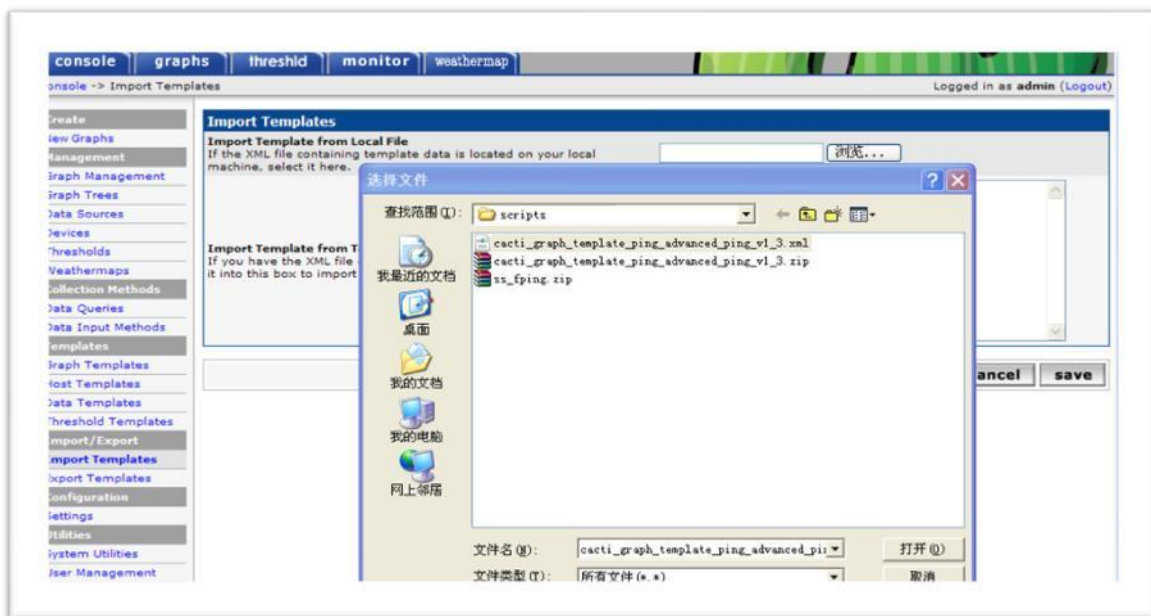 console graphs threshld monitor weathermap
onsole -> Import Templates Logged in as admin (Logout)
reate
ew Graphs
anagement
raph Management
raph Trees
ata Sources
evices
hresholds
eathermaps
ollection Methods
ata Queries
ata Input Methods
emplates
raph Templates
ost Templates
ata Templates
hreshold Templates
mport/Export
mport Templates
xport Templates
onfiguration
ettings
tilities
ystem Utilities
ser Management
Import Templates
Import Template from Local File
If the XML file containing template data is located on your local
machine, select it here.
浏览...
Import Template from T
If you have the XML file
it into this box to import
ancel save
选择文件
查找范围(I): scripts
我最近的文档
桌面
我的文档
我的电脑
网上邻居
cacti_graph_template_ping_advanced_ping_v1_3.xml
cacti_graph_template_ping_advanced_ping_v1_3.zip
ss_fping.zip
文件名(N): cacti_graph_template_ping_advanced_pi 打开(O)
文件类型(T): 所有文件(*.*) 取消